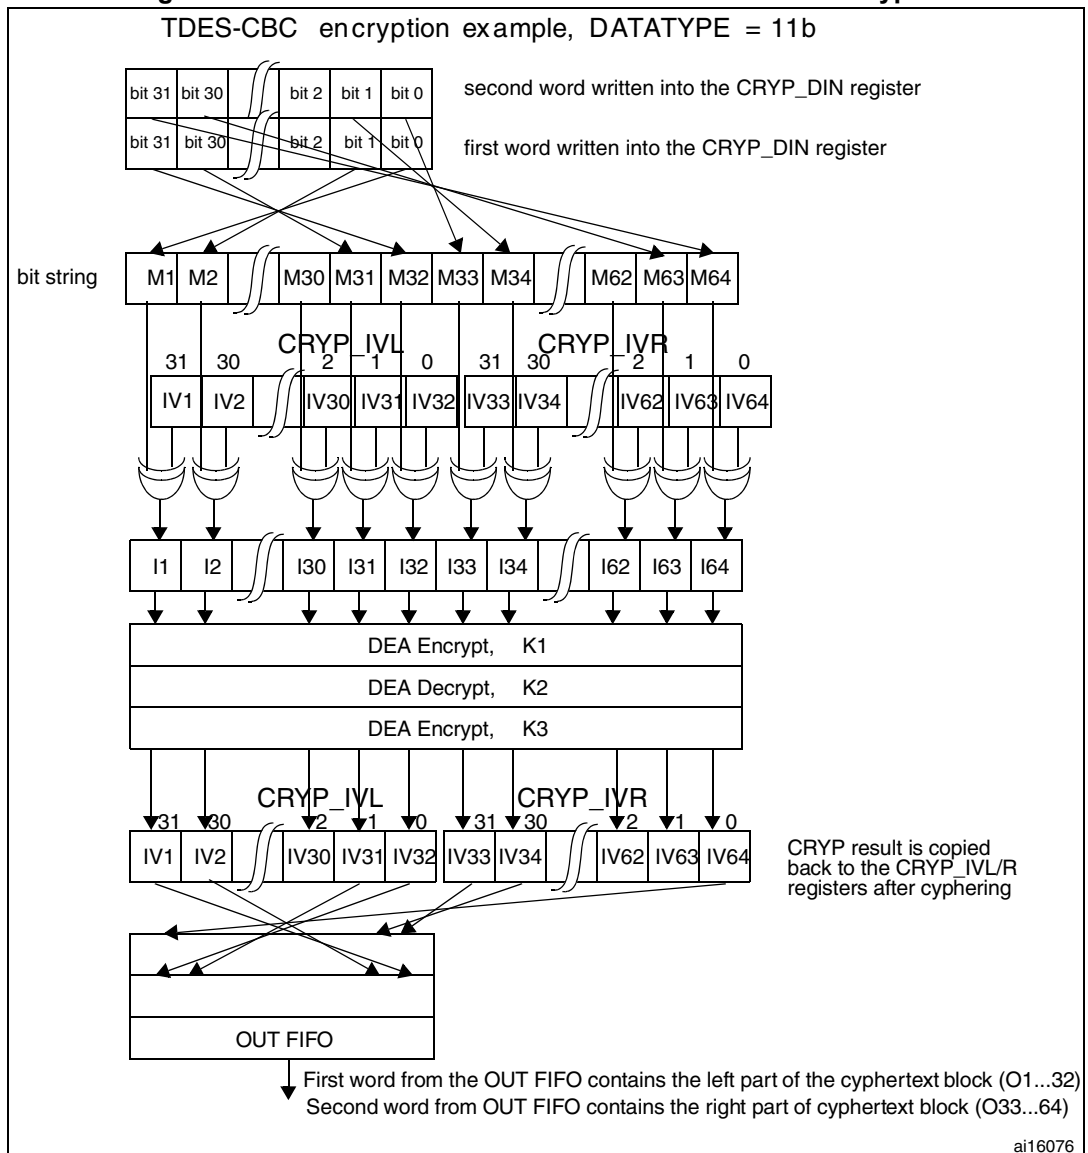 TDES-CBC encryption example, DATATYPE = 11b
bit 31 bit 30 bit 2 bit 1 bit 0 second word written into the CRYP_DIN register
bit 31 bit 30 bit 2 bit 1 bit 0 first word written into the CRYP_DIN register
bit string M1 M2 M30 M31 M32 M33 M34 M62 M63 M64
CRYP_IVL CRYP_IVR
31 30 2 1 0 31 30 2 1 0
IV1 IV2 IV30 IV31 IV32 IV33 IV34 IV62 IV63 IV64
I1 I2 I30 I31 I32 I33 I34 I62 I63 I64
DEA Encrypt, K1
DEA Decrypt, K2
DEA Encrypt, K3
CRYP_IVL CRYP_IVR
31 30 2 1 0 31 30 2 1 0
IV1 IV2 IV30 IV31 IV32 IV33 IV34 IV62 IV63 IV64
CRYP result is copied
back to the CRYP_IVL/R
registers after cyphering
OUT FIFO
First word from the OUT FIFO contains the left part of the cyphertext block (O1...32)
Second word from OUT FIFO contains the right part of cyphertext block (O33...64)
ai16076